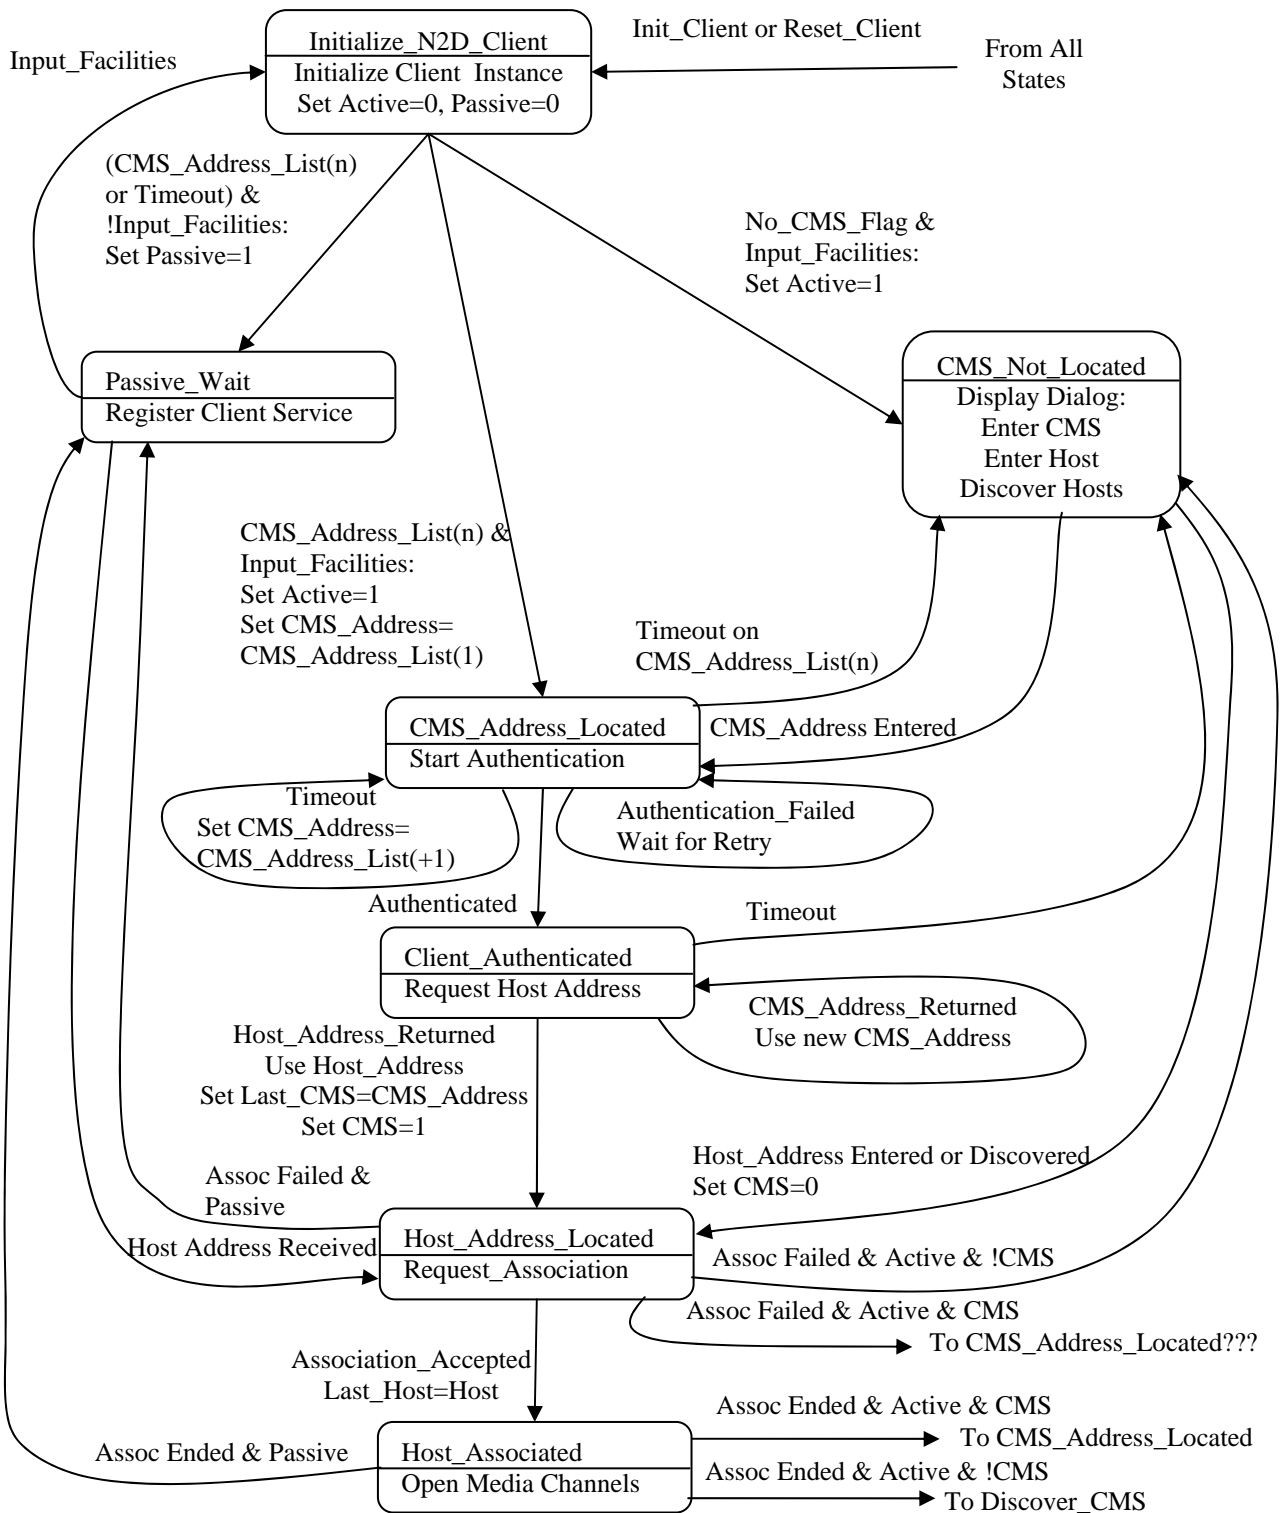 Initialize_N2D_Client
Initialize Client Instance
Set Active=0, Passive=0
Init_Client or Reset_Client
From All
States
Input_Facilities
(CMS_Address_List(n)
or Timeout) &
!Input_Facilities:
Set Passive=1
No_CMS_Flag &
Input_Facilities:
Set Active=1
Passive_Wait
Register Client Service
CMS_Not_Located
Display Dialog:
Enter CMS
Enter Host
Discover Hosts
CMS_Address_List(n) &
Input_Facilities:
Set Active=1
Set CMS_Address=
CMS_Address_List(1)
Timeout on
CMS_Address_List(n)
CMS_Address_Located
Start Authentication
CMS_Address Entered
Timeout
Set CMS_Address=
CMS_Address_List(+1)
Authentication_Failed
Wait for Retry
Authenticated
Timeout
Client_Authenticated
Request Host Address
CMS_Address_Returned
Use new CMS_Address
Host_Address_Returned
Use Host_Address
Set Last_CMS=CMS_Address
Set CMS=1
Assoc Failed &
Passive
Host_Address Entered or Discovered
Set CMS=0
Host Address Received
Host_Address_Located
Request_Association
Assoc Failed & Active & !CMS
Assoc Failed & Active & CMS
To CMS_Address_Located???
Association_Accepted
Last_Host=Host
Assoc Ended & Passive
Host_Associated
Open Media Channels
Assoc Ended & Active & CMS
To CMS_Address_Located
Assoc Ended & Active & !CMS
To Discover_CMS